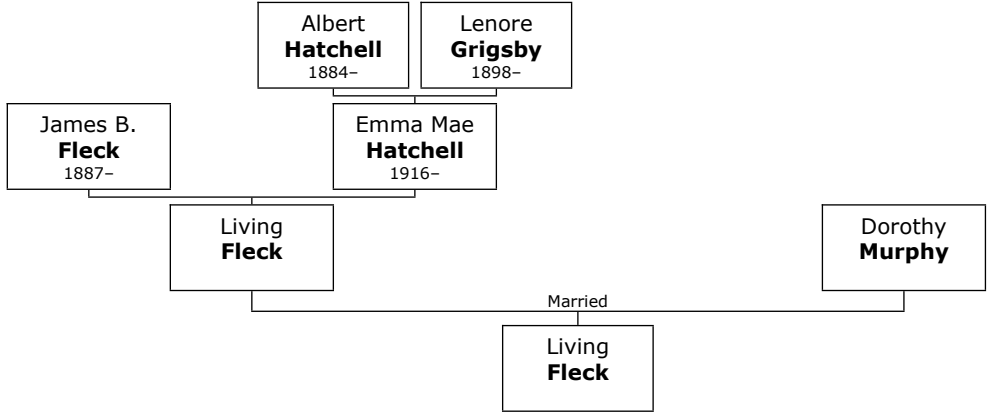 Albert
Hatchell
1884–
Lenore
Grigsby
1898–
James B.
Fleck
1887–
Emma Mae
Hatchell
1916–
Living
Fleck
Dorothy
Murphy
Married
Living
Fleck